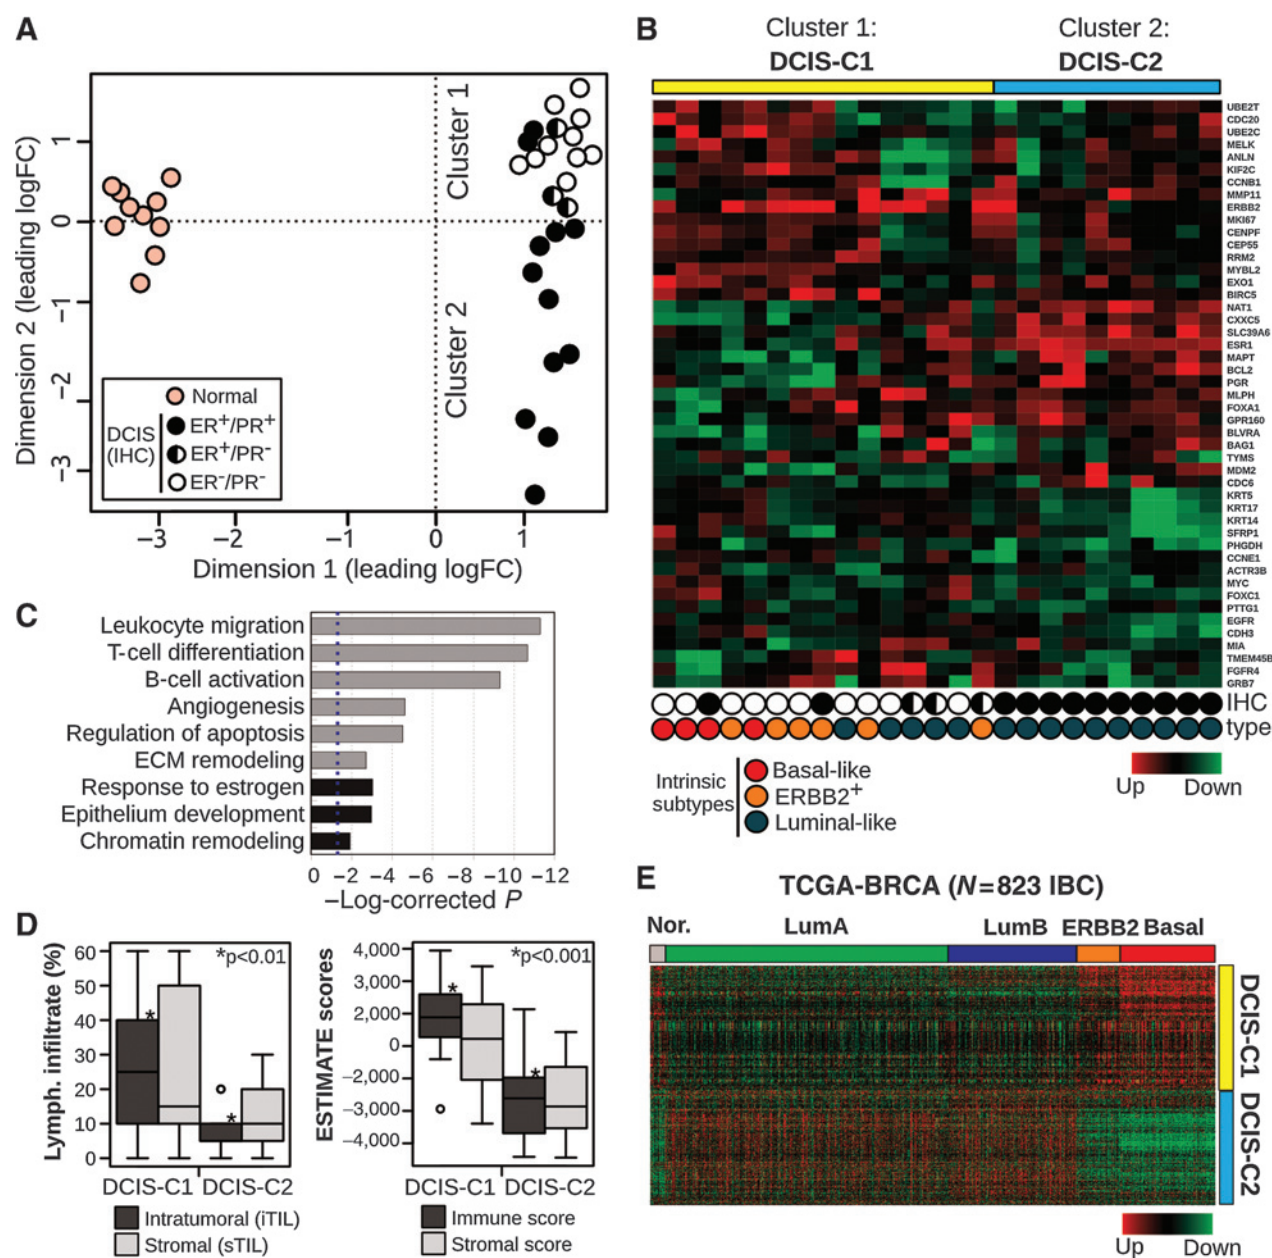 A
Dimension 2 (leading logFC)
1
0
−1
−2
−3
Cluster 1
Cluster 2
Normal
DCIS
(IHC)
ER+/PR+
ER+/PR-
ER-/PR-
−3 −2 −1 0 1
Dimension 1 (leading logFC)
B
Cluster 1: Cluster 2:
DCIS-C1 DCIS-C2
UBE2T
CDC20
UBE2C
MELK
ANLN
KIF2C
CCNB1
MMP11
ERBB2
MKI67
CENPF
CEP55
RRM2
MYBL2
EXO1
BIRC5
NAT1
CXXC5
SLC39A6
ESR1
MAPT
BCL2
PGR
MLPH
FOXA1
GPR160
BLVRA
BAG1
TYMS
MDM2
CDC6
KRT5
KRT17
KRT14
SFRP1
PHGDH
CCNE1
ACTR3B
MYC
FOXC1
PTTG1
EGFR
CDH3
MIA
TMEM45B
FGFR4
GRB7
IHC
type
Intrinsic
subtypes
Basal-like
ERBB2+
Luminal-like
Up Down
C
Leukocyte migration
T-cell differentiation
B-cell activation
Angiogenesis
Regulation of apoptosis
ECM remodeling
Response to estrogen
Epithelium development
Chromatin remodeling
0 −2 −4 −6 −8 −10 −12
−Log-corrected P
D
Lymph. infiltrate (%)
60
50
40
30
20
10
0
*p<0.01
*
*
DCIS-C1 DCIS-C2
Intratumoral (iTIL)
Stromal (sTIL)
ESTIMATE scores
4,000
3,000
2,000
0
−2,000
−3,000
−4,000
*p<0.001
*
*
DCIS-C1 DCIS-C2
Immune score
Stromal score
E
TCGA-BRCA (N=823 IBC)
Nor. LumA LumB ERBB2 Basal
DCIS-C1
DCIS-C2
Up Down